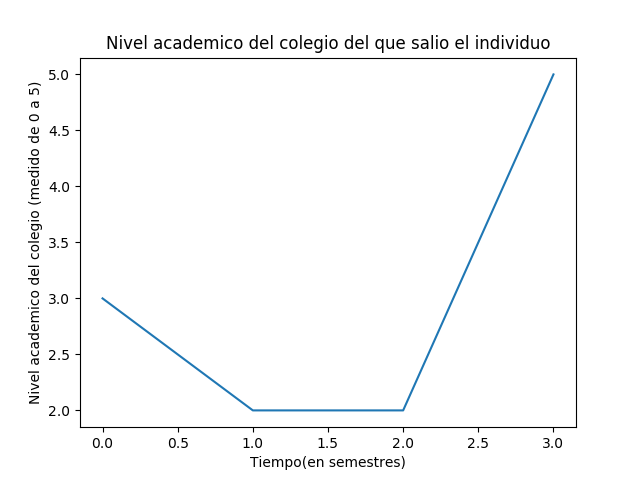 Nivel academico del colegio del que salio el individuo
Nivel academico del colegio (medido de 0 a 5)
5.0
4.5
4.0
3.5
3.0
2.5
2.0
0.0 0.5 1.0 1.5 2.0 2.5 3.0
Tiempo(en semestres)